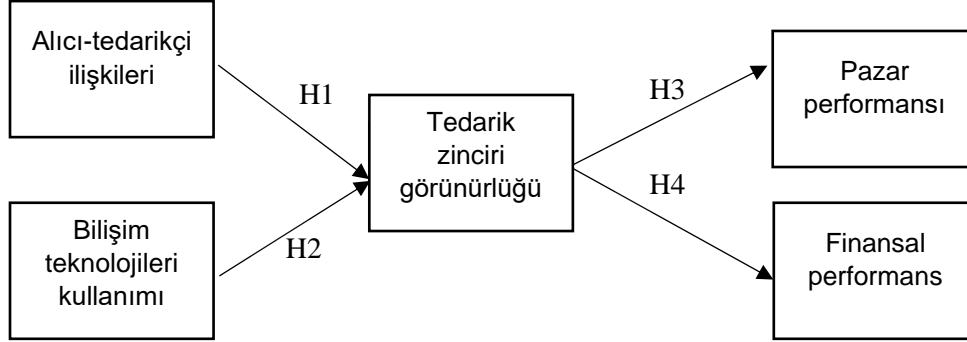 Alıcı-tedarikçi
ilişkileri
H1
Bilişim
teknolojileri
kullanımı
H2
Tedarik
zinciri
görünürlüğü
H3
Pazar
performansı
H4
Finansal
performans